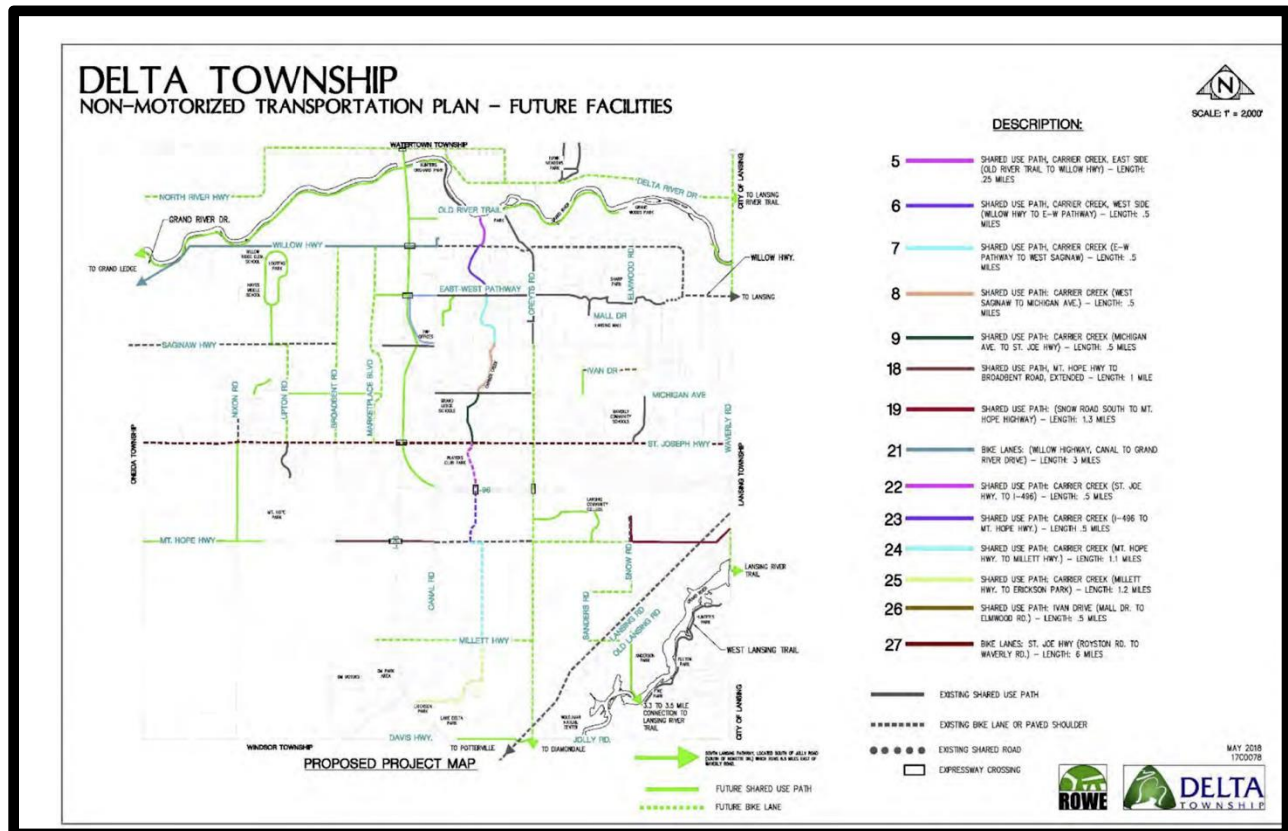 DELTA TOWNSHIP
NON-MOTORIZED TRANSPORTATION PLAN – FUTURE FACILITIES
N
SCALE: 1" = 2,000'
WATERTOWN TOWNSHIP
NORTH RIVER HWY
GRAND RIVER DR.
DELTA RIVER DR.
CITY OF LANSING
TO LANSING
RIVER TRAIL
OLD RIVER TRAIL
PARK
WILLOW HWY
WILLOW HWY.
TO GRAND LEDGE
TO LANSING
EAST-WEST PATHWAY
CREYTS RD
ELMWOOD RD
MALL DR
LANSING MALL
SAGINAW HWY
NIXON RD
UPTON RD
BROADBENT RD
MARKETPLACE BLVD
IVAN DR
MICHIGAN AVE
WAVERLY RD
ST. JOSEPH HWY
ONEIDA TOWNSHIP
LANSING TOWNSHIP
MT. HOPE
PARK
MT. HOPE HWY
CANAL RD
SNOW RD
SANDERS RD
LANSING RD
OLD LANSING RD
LANSING RIVER
TRAIL
WEST LANSING TRAIL
MILLETT HWY
3.3 TO 3.5 MILE
CONNECTION TO
LANSING RIVER
TRAIL
CITY OF LANSING
DAVIS HWY.
JOLLY RD.
WINDSOR TOWNSHIP
TO POTTERVILLE
TO DIAMONDALE
PROPOSED PROJECT MAP
FUTURE SHARED USE PATH
FUTURE BIKE LANE
DESCRIPTION:
5 SHARED USE PATH, CARRIER CREEK, EAST SIDE
(OLD RIVER TRAIL TO WILLOW HWY) – LENGTH:
.25 MILES
6 SHARED USE PATH, CARRIER CREEK, WEST SIDE
(WILLOW HWY TO E-W PATHWAY) – LENGTH: .5
MILES
7 SHARED USE PATH, CARRIER CREEK (E-W
PATHWAY TO WEST SAGINAW) – LENGTH: .5
MILES
8 SHARED USE PATH: CARRIER CREEK (WEST
SAGINAW TO MICHIGAN AVE.) – LENGTH: .5
MILES
9 SHARED USE PATH: CARRIER CREEK (MICHIGAN
AVE. TO ST. JOE HWY) – LENGTH: .5 MILES
18 SHARED USE PATH, MT. HOPE HWY TO
BROADBENT ROAD, EXTENDED – LENGTH: 1 MILE
19 SHARED USE PATH: (SNOW ROAD SOUTH TO MT.
HOPE HIGHWAY) – LENGTH: 1.3 MILES
21 BIKE LANES: (WILLOW HIGHWAY, CANAL TO GRAND
RIVER DRIVE) – LENGTH: 3 MILES
22 SHARED USE PATH: CARRIER CREEK (ST. JOE
HWY. TO I-496) – LENGTH: .5 MILES
23 SHARED USE PATH: CARRIER CREEK (I-496 TO
MT. HOPE HWY.) – LENGTH .5 MILES
24 SHARED USE PATH: CARRIER CREEK (MT. HOPE
HWY. TO MILLETT HWY.) – LENGTH: 1.1 MILES
25 SHARED USE PATH: CARRIER CREEK (MILLETT
HWY. TO ERICKSON PARK) – LENGTH: 1.2 MILES
26 SHARED USE PATH: IVAN DRIVE (MALL DR. TO
ELMWOOD RD.) – LENGTH: .5 MILES
27 BIKE LANES: ST. JOE HWY (ROYSTON RD. TO
WAVERLY RD.) – LENGTH: 6 MILES
EXISTING SHARED USE PATH
EXISTING BIKE LANE OR PAVED SHOULDER
EXISTING SHARED ROAD
EXPRESSWAY CROSSING
MAY 2018
17C0078
ROWE
DELTA
TOWNSHIP